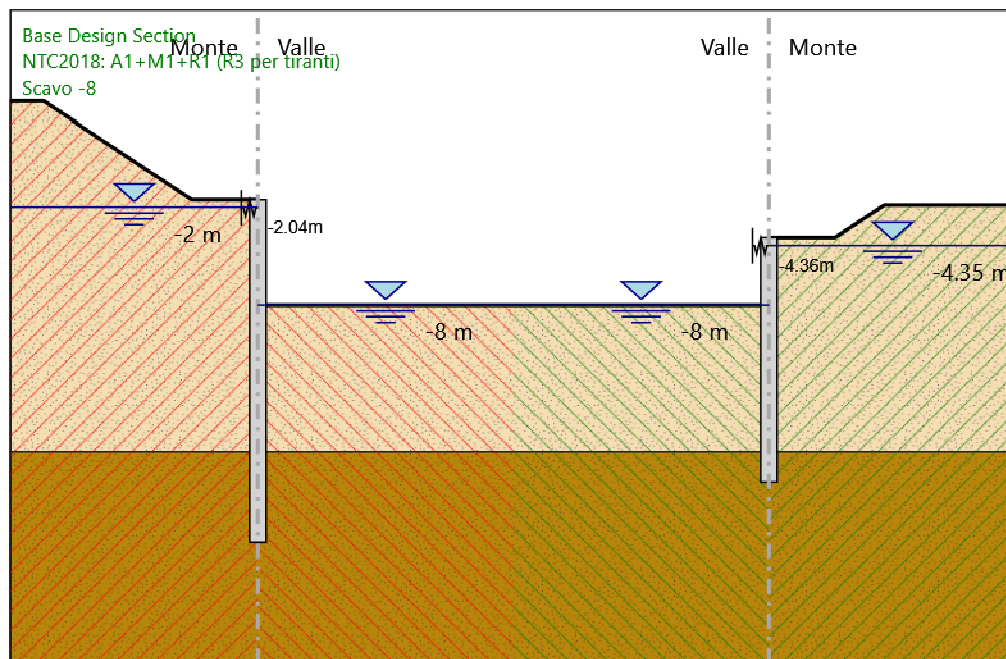 Base Design Section
Monte Valle Valle Monte
NTC2018: A1+M1+R1 (R3 per tiranti)
Scavo -8
-2 m
-2.04m
-4.36m
-4.35 m
-8 m
-8 m